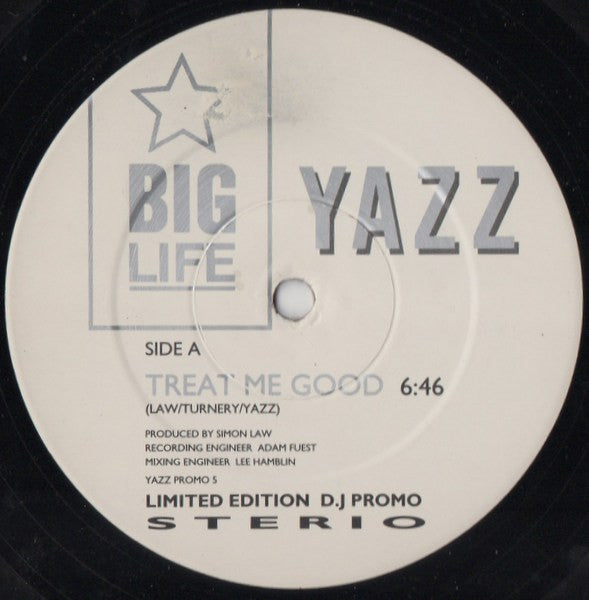 BIG
LIFE
YAZZ
SIDE A
TREAT ME GOOD 6:46
(LAW/TURNERY/YAZZ)
PRODUCED BY SIMON LAW
RECORDING ENGINEER ADAM FUEST
MIXING ENGINEER LEE HAMBLIN
YAZZ PROMO 5
LIMITED EDITION D.J PROMO
STERIO